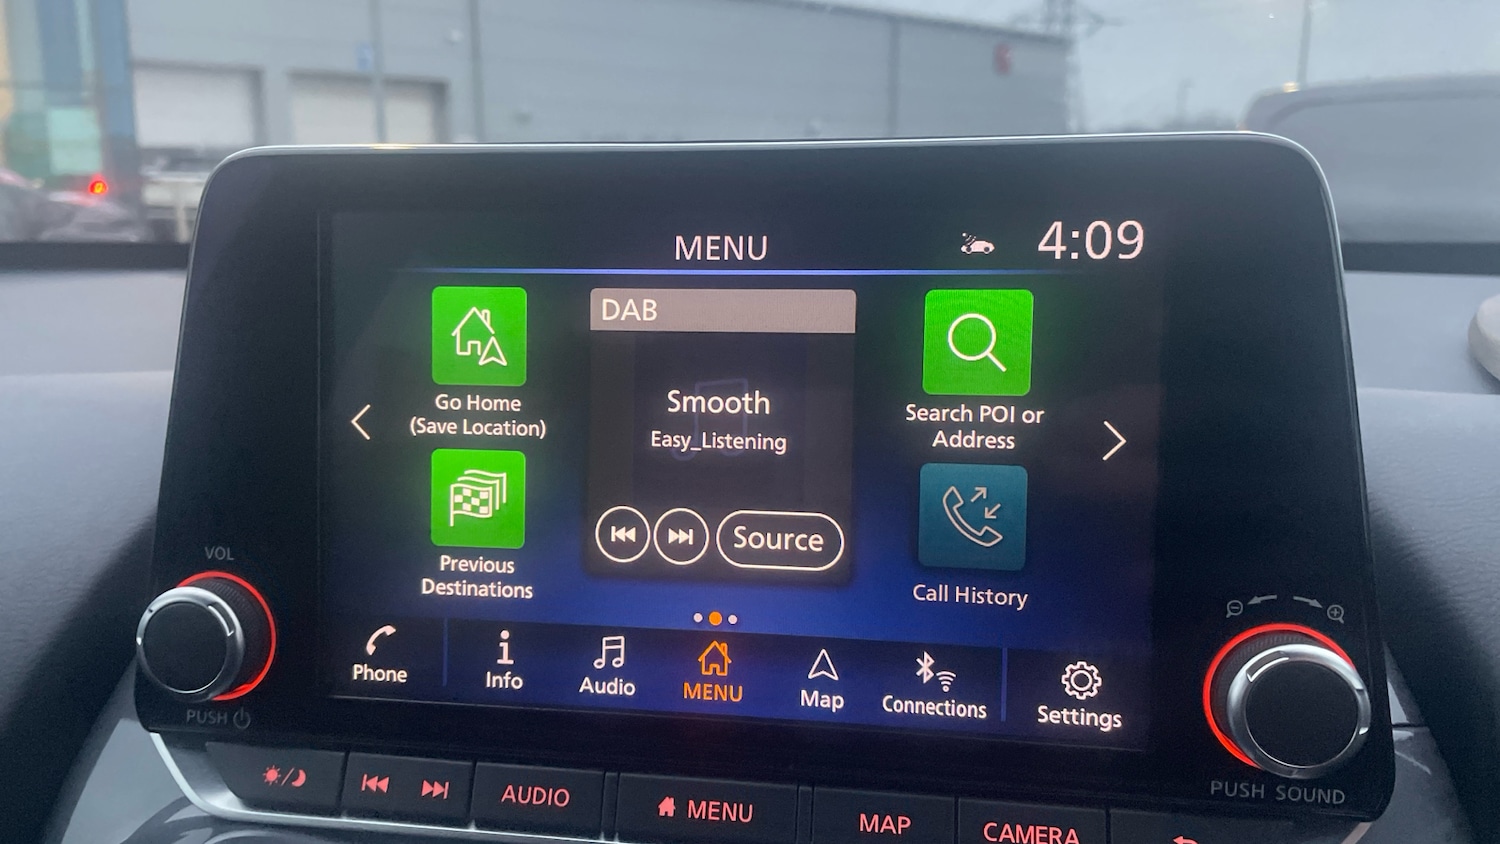 MENU
4:09
DAB
Go Home
(Save Location)
Smooth
Easy_Listening
Search POI or
Address
Source
Previous
Destinations
Call History
Phone
Info
Audio
MENU
Map
Connections
Settings
VOL
PUSH
PUSH SOUND
AUDIO
MENU
MAP
CAMERA